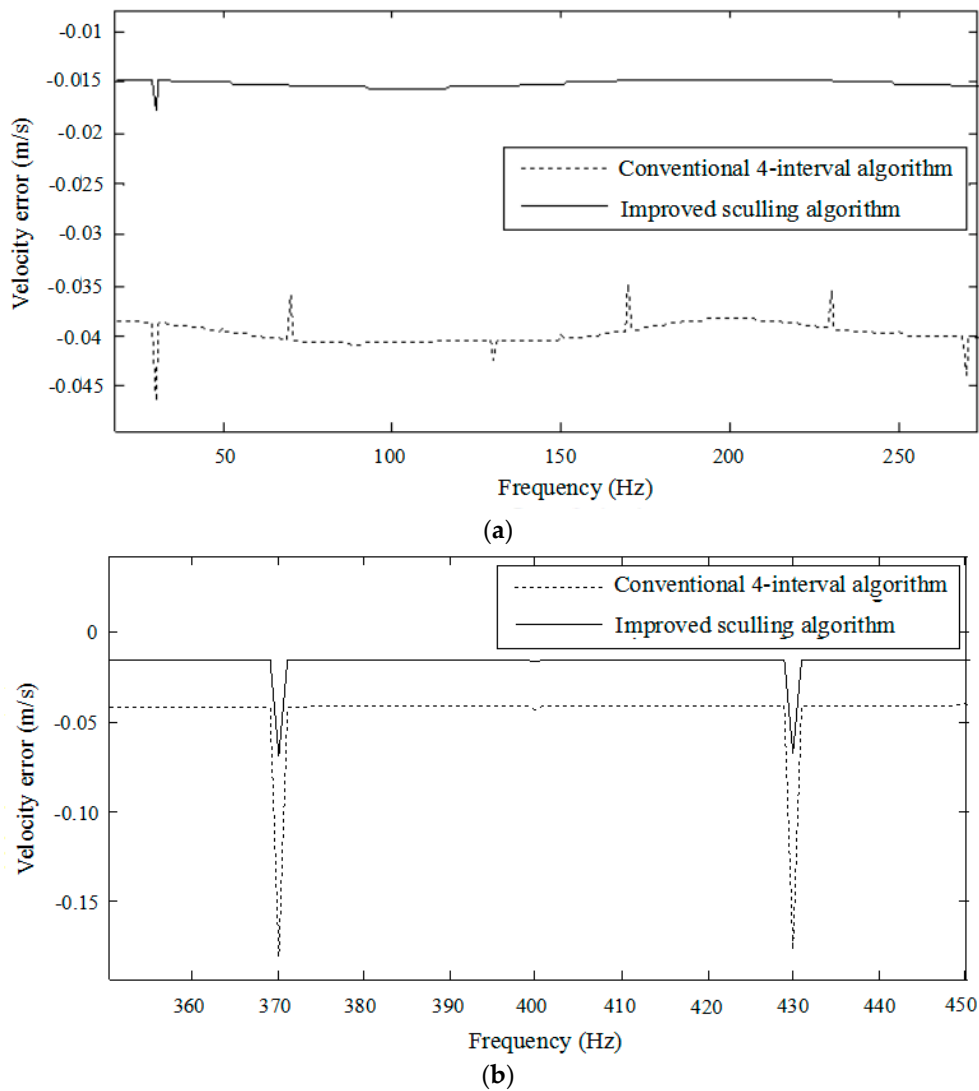 -0.01
-0.015
-0.02
-0.025
-0.03
-0.035
-0.04
-0.045
Velocity error (m/s)
Conventional 4-interval algorithm
Improved sculling algorithm
50 100 150 200 250
Frequency (Hz)
(a)
0
-0.05
-0.10
-0.15
Velocity error (m/s)
Conventional 4-interval algorithm
Improved sculling algorithm
360 370 380 390 400 410 420 430 440 450
Frequency (Hz)
(b)